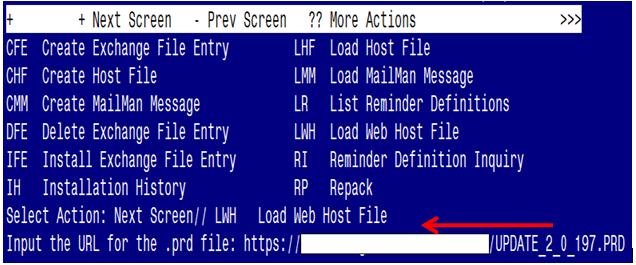 + + Next Screen - Prev Screen ?? More Actions >>>
CFE Create Exchange File Entry LHF Load Host File
CHF Create Host File LMM Load MailMan Message
CMM Create MailMan Message LR List Reminder Definitions
DFE Delete Exchange File Entry LWH Load Web Host File
IFE Install Exchange File Entry RI Reminder Definition Inquiry
IH Installation History RP Repack
Select Action: Next Screen// LWH Load Web Host File
Input the URL for the .prd file: https:// /UPDATE_2_0_197.PRD